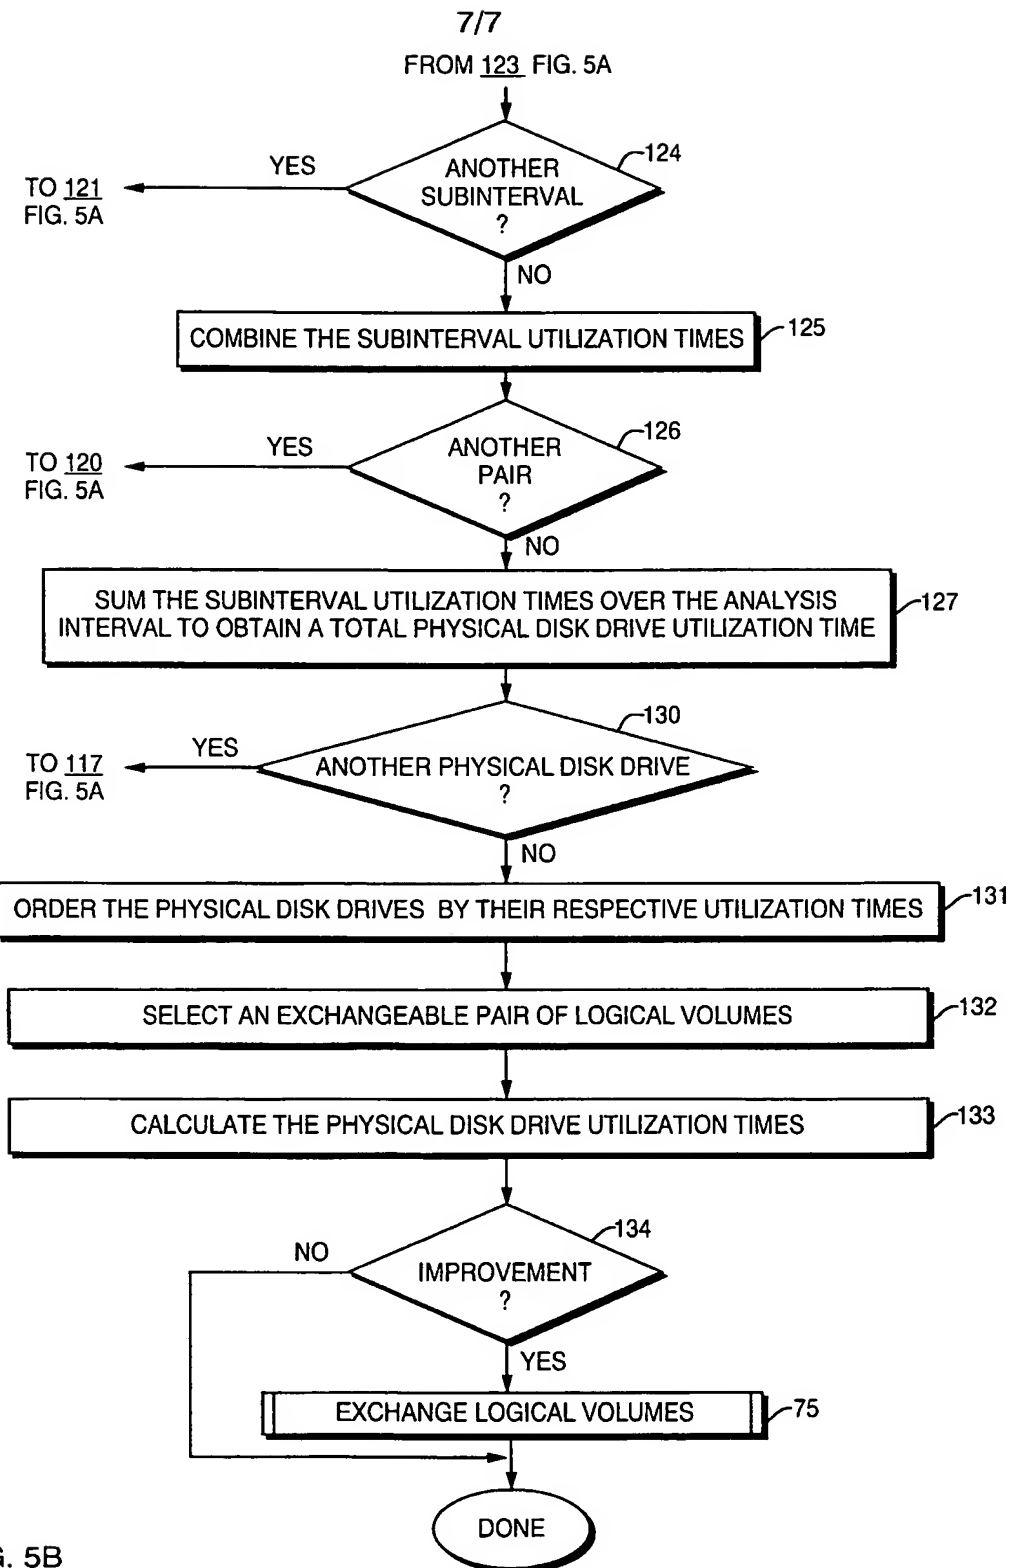 7/7
FROM 123 FIG. 5A
124
YES
ANOTHER
SUBINTERVAL
?
TO 121
FIG. 5A
NO
COMBINE THE SUBINTERVAL UTILIZATION TIMES
125
126
YES
ANOTHER
PAIR
?
TO 120
FIG. 5A
NO
SUM THE SUBINTERVAL UTILIZATION TIMES OVER THE ANALYSIS
INTERVAL TO OBTAIN A TOTAL PHYSICAL DISK DRIVE UTILIZATION TIME
127
130
YES
ANOTHER PHYSICAL DISK DRIVE
?
TO 117
FIG. 5A
NO
ORDER THE PHYSICAL DISK DRIVES BY THEIR RESPECTIVE UTILIZATION TIMES
131
SELECT AN EXCHANGEABLE PAIR OF LOGICAL VOLUMES
132
CALCULATE THE PHYSICAL DISK DRIVE UTILIZATION TIMES
133
134
NO
IMPROVEMENT
?
YES
EXCHANGE LOGICAL VOLUMES
75
DONE
G. 5B